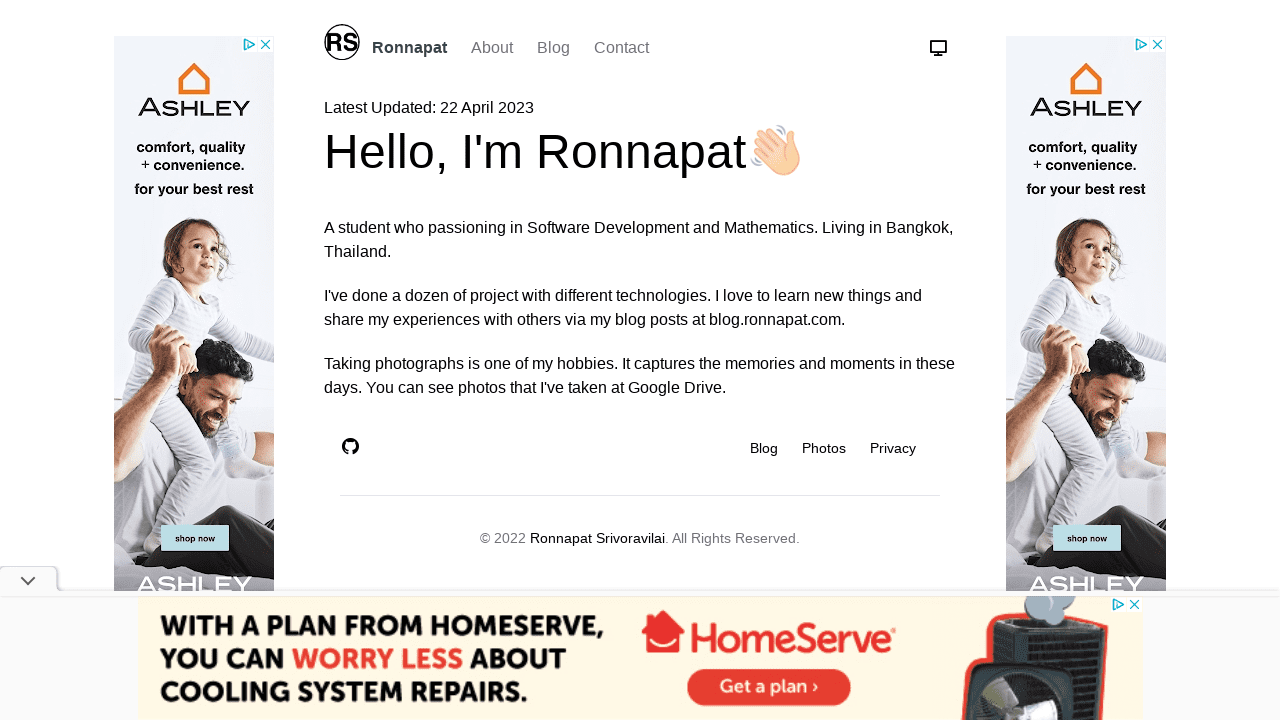 RS Ronnapat About Blog Contact
Latest Updated: 22 April 2023
Hello, I'm Ronnapat
A student who passioning in Software Development and Mathematics. Living in Bangkok,
Thailand.
I've done a dozen of project with different technologies. I love to learn new things and
share my experiences with others via my blog posts at blog.ronnapat.com.
Taking photographs is one of my hobbies. It captures the memories and moments in these
days. You can see photos that I've taken at Google Drive.
Blog Photos Privacy
© 2022 Ronnapat Srivoravilai. All Rights Reserved.
ASHLEY
comfort, quality
+ convenience.
for your best rest
shop now
ASHLEY
ASHLEY
comfort, quality
+ convenience.
for your best rest
shop now
ASHLEY
WITH A PLAN FROM HOMESERVE,
YOU CAN WORRY LESS ABOUT
COOLING SYSTEM REPAIRS.
HomeServe
Get a plan ›